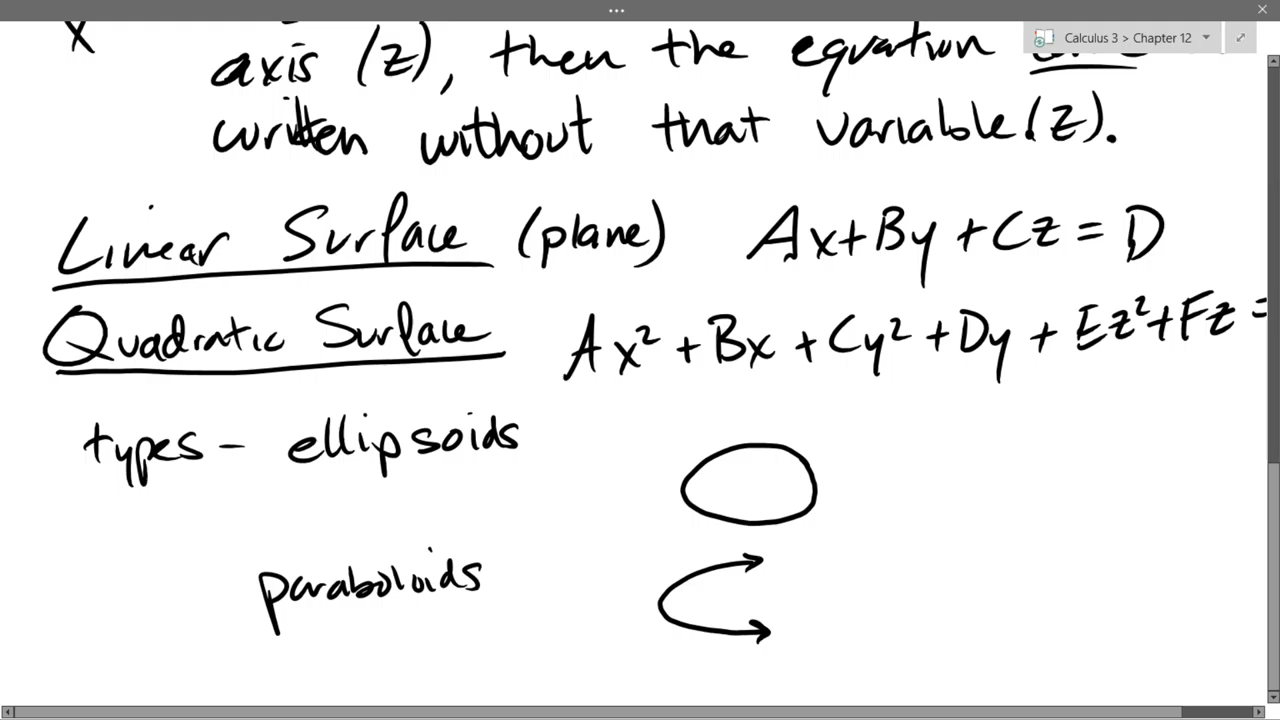 Calculus 3 > Chapter 12
x
axis (z), then the equation
written without that variable (z).
Linear Surface (plane) Ax+By+Cz=D
Quadratic Surface Ax²+Bx+Cy²+Dy+Ez²+Fz=
types - ellipsoids
paraboloids